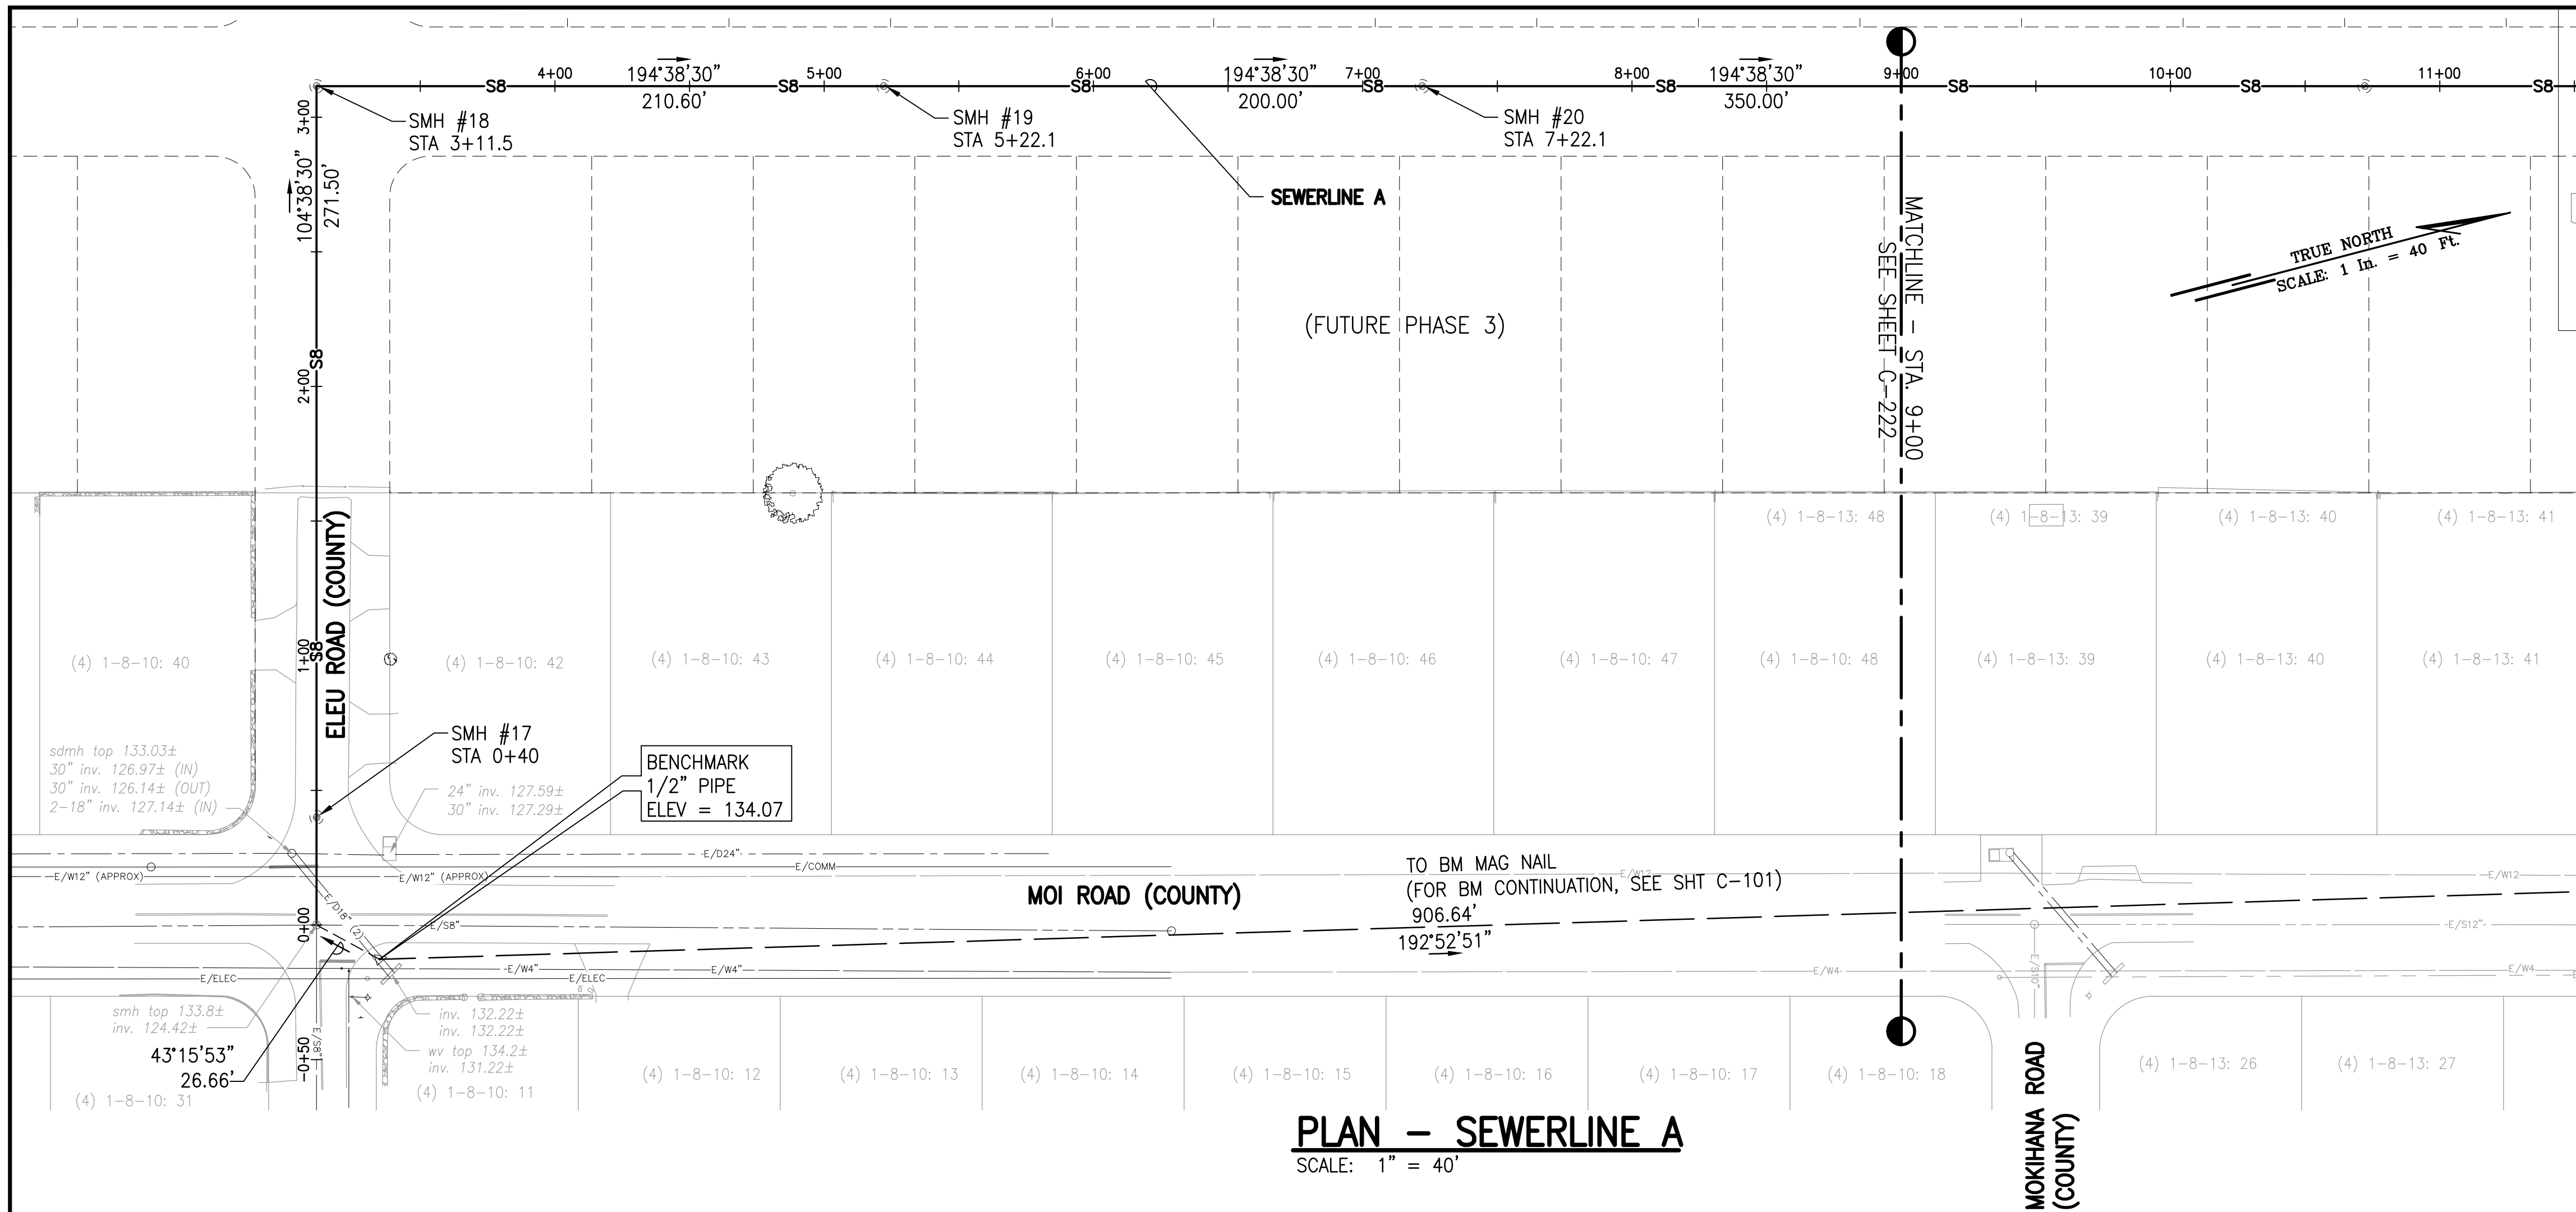 4+00
5+00
6+00
7+00
8+00
9+00
10+00
11+00
194°38'30"
210.60'
194°38'30"
200.00'
194°38'30"
350.00'
S8
S8
S8
S8
S8
S8
S8
S8
SMH #18
STA 3+11.5
SMH #19
STA 5+22.1
SMH #20
STA 7+22.1
SEWERLINE A
3+00
104°38'30"
271.50'
S8
2+00
MATCHLINE – STA. 9+00
SEE SHEET C-222
TRUE NORTH
SCALE: 1 In. = 40 Ft.
(FUTURE PHASE 3)
(4) 1-8-13: 48
(4) 1-8-13: 39
(4) 1-8-13: 40
(4) 1-8-13: 41
ELEU ROAD (COUNTY)
1+00
S8
(4) 1-8-10: 40
(4) 1-8-10: 42
(4) 1-8-10: 43
(4) 1-8-10: 44
(4) 1-8-10: 45
(4) 1-8-10: 46
(4) 1-8-10: 47
(4) 1-8-10: 48
(4) 1-8-13: 39
(4) 1-8-13: 40
(4) 1-8-13: 41
SMH #17
STA 0+40
sdmh top 133.03±
30" inv. 126.97± (IN)
30" inv. 126.14± (OUT)
2-18" inv. 127.14± (IN)
24" inv. 127.59±
30" inv. 127.29±
BENCHMARK
1/2" PIPE
ELEV = 134.07
E/D24"
E/COMM
E/W12" (APPROX)
E/W12" (APPROX)
E/W12
E/W12
E/D18"
(2)
MOI ROAD (COUNTY)
TO BM MAG NAIL
(FOR BM CONTINUATION, SEE SHT C-101)
906.64'
192°52'51"
0+00
E/S8"
E/S12"
E/S10"
E/ELEC
E/W4"
E/ELEC
E/W4"
E/W4
E/W4
smh top 133.8±
inv. 124.42±
43°15'53"
26.66'
-0+50
E/S8"
inv. 132.22±
inv. 132.22±
wv top 134.2±
inv. 131.22±
(4) 1-8-10: 31
(4) 1-8-10: 11
(4) 1-8-10: 12
(4) 1-8-10: 13
(4) 1-8-10: 14
(4) 1-8-10: 15
(4) 1-8-10: 16
(4) 1-8-10: 17
(4) 1-8-10: 18
(4) 1-8-13: 26
(4) 1-8-13: 27
MOKIHANA ROAD
(COUNTY)
PLAN – SEWERLINE A
SCALE: 1" = 40'